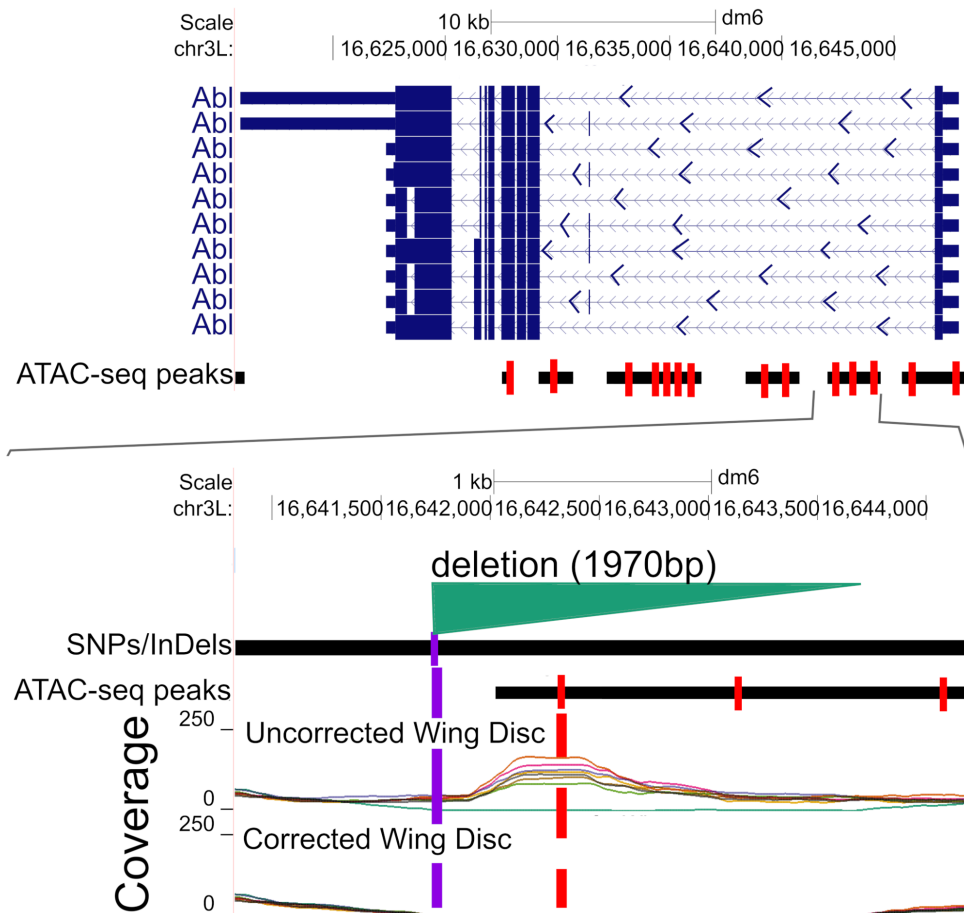 Scale 10 kb dm6
chr3L: 16,625,000 16,630,000 16,635,000 16,640,000 16,645,000
Abl
Abl
Abl
Abl
Abl
Abl
Abl
Abl
Abl
Abl
ATAC-seq peaks
Scale 1 kb dm6
chr3L: 16,641,500 16,642,000 16,642,500 16,643,000 16,643,500 16,644,000
deletion (1970bp)
SNPs/InDels
ATAC-seq peaks
Coverage
250
Uncorrected Wing Disc
0
250
Corrected Wing Disc
0